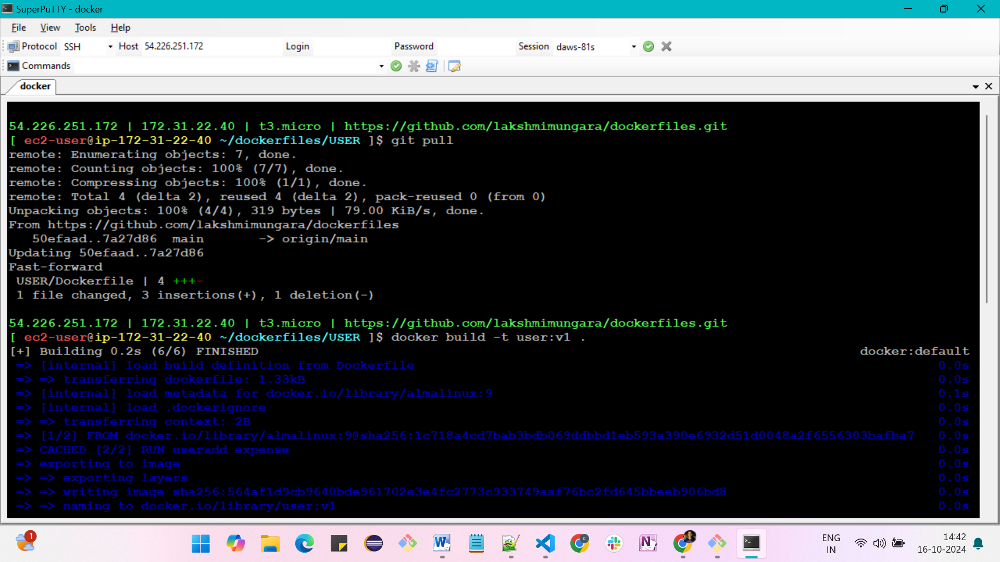 SuperPuTTY - docker
File View Tools Help
Protocol SSH Host 54.226.251.172 Login Password Session daws-81s
Commands
docker
54.226.251.172 | 172.31.22.40 | t3.micro | https://github.com/lakshmimungara/dockerfiles.git
[ ec2-user@ip-172-31-22-40 ~/dockerfiles/USER ]$ git pull
remote: Enumerating objects: 7, done.
remote: Counting objects: 100% (7/7), done.
remote: Compressing objects: 100% (1/1), done.
remote: Total 4 (delta 2), reused 4 (delta 2), pack-reused 0 (from 0)
Unpacking objects: 100% (4/4), 319 bytes | 79.00 KiB/s, done.
From https://github.com/lakshmimungara/dockerfiles
50efaad..7a27d86 main -> origin/main
Updating 50efaad..7a27d86
Fast-forward
USER/Dockerfile | 4 +++-
1 file changed, 3 insertions(+), 1 deletion(-)
54.226.251.172 | 172.31.22.40 | t3.micro | https://github.com/lakshmimungara/dockerfiles.git
[ ec2-user@ip-172-31-22-40 ~/dockerfiles/USER ]$ docker build -t user:v1 .
[+] Building 0.2s (6/6) FINISHED docker:default
=> [internal] load build definition from Dockerfile 0.0s
=> => transferring dockerfile: 1.33kB 0.0s
=> [internal] load metadata for docker.io/library/almalinux:9 0.1s
=> [internal] load .dockerignore 0.0s
=> => transferring context: 2B 0.0s
=> [1/2] FROM docker.io/library/almalinux:9@sha256:1c718a4cd7bab3bdb069ddbbd1eb593a390e6932d51d0048a2f6556303bafba7 0.0s
=> CACHED [2/2] RUN useradd expense 0.0s
=> exporting to image 0.0s
=> => exporting layers 0.0s
=> => writing image sha256:564af1d9cb9640bde961702e3e4fc2773c933749aaf76bc2fd645bbeeb906bd8 0.0s
=> => naming to docker.io/library/user:v1 0.0s
1
ENG
IN
14:42
16-10-2024